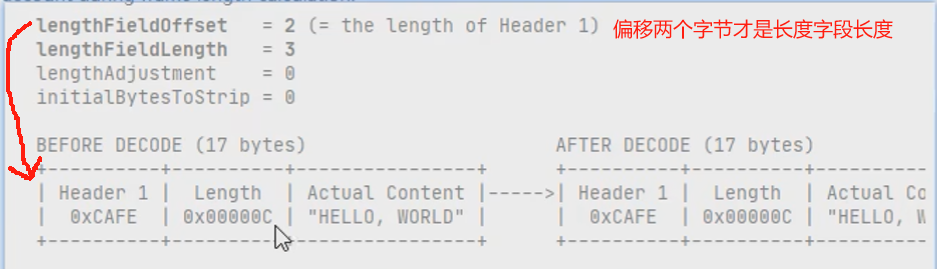 lengthFieldOffset = 2 (= the length of Header 1) 偏移两个字节才是长度字段长度
lengthFieldLength = 3
lengthAdjustment = 0
initialBytesToStrip = 0
BEFORE DECODE (17 bytes) AFTER DECODE (17 bytes)
+----------+----------+----------------+ +----------+----------+----------
| Header 1 | Length | Actual Content |----->| Header 1 | Length | Actual Co
| 0xCAFE | 0x00000C | "HELLO, WORLD" | | 0xCAFE | 0x00000C | "HELLO, W
+----------+----------+----------------+ +----------+----------+----------